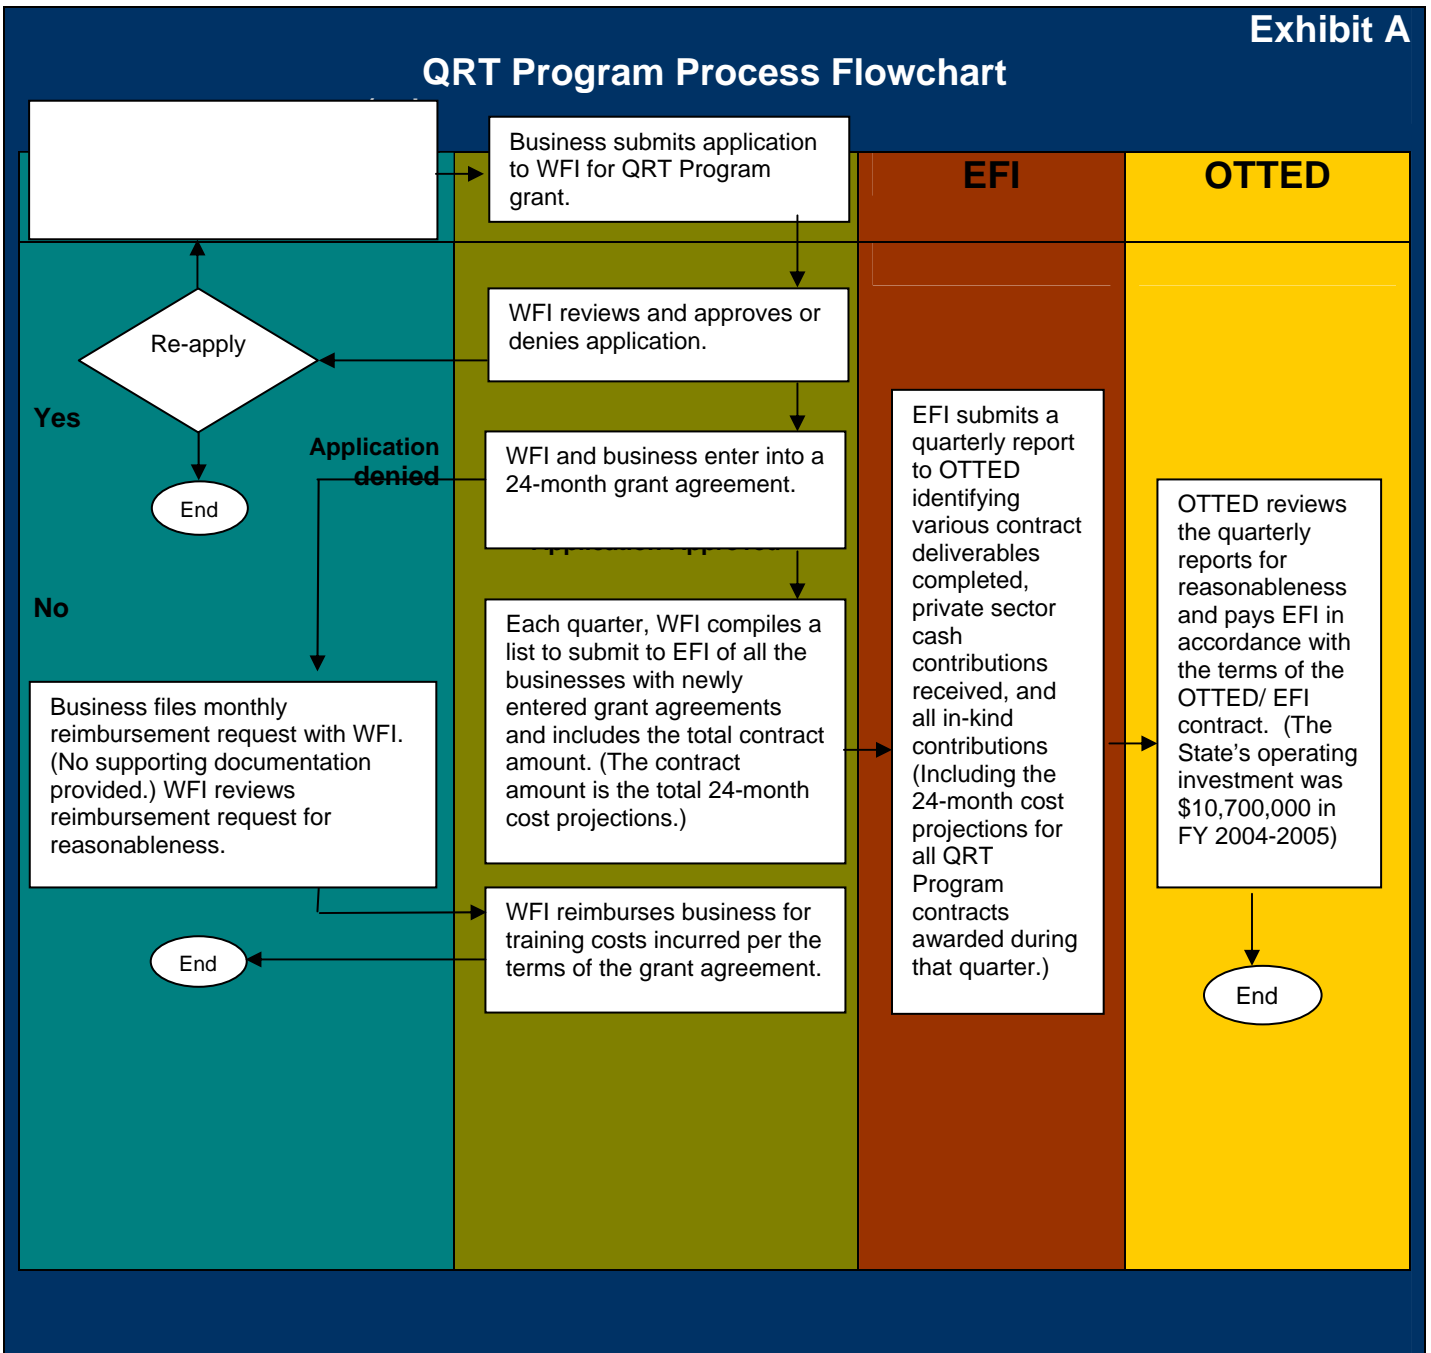 Exhibit A
QRT Program Process Flowchart
Business submits application
to WFI for QRT Program
grant.
EFI
OTTED
WFI reviews and approves or
denies application.
Re-apply
Yes
Application
denied
End
WFI and business enter into a
24-month grant agreement.
Application Approved
No
Business files monthly
reimbursement request with WFI.
(No supporting documentation
provided.) WFI reviews
reimbursement request for
reasonableness.
Each quarter, WFI compiles a
list to submit to EFI of all the
businesses with newly
entered grant agreements
and includes the total contract
amount. (The contract
amount is the total 24-month
cost projections.)
WFI reimburses business for
training costs incurred per the
terms of the grant agreement.
End
EFI submits a
quarterly report
to OTTED
identifying
various contract
deliverables
completed,
private sector
cash
contributions
received, and
all in-kind
contributions
(Including the
24-month cost
projections for
all QRT
Program
contracts
awarded during
that quarter.)
OTTED reviews
the quarterly
reports for
reasonableness
and pays EFI in
accordance with
the terms of the
OTTED/ EFI
contract.  (The
State’s operating
investment was
$10,700,000 in
FY 2004-2005)
End